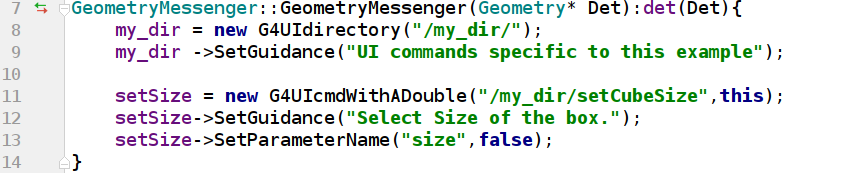 7 GeometryMessenger::GeometryMessenger(Geometry* Det):det(Det){
8 my_dir = new G4UIdirectory("/my_dir/");
9 my_dir ->SetGuidance("UI commands specific to this example");
10
11 setSize = new G4UIcmdWithADouble("/my_dir/setCubeSize",this);
12 setSize->SetGuidance("Select Size of the box.");
13 setSize->SetParameterName("size",false);
14 }